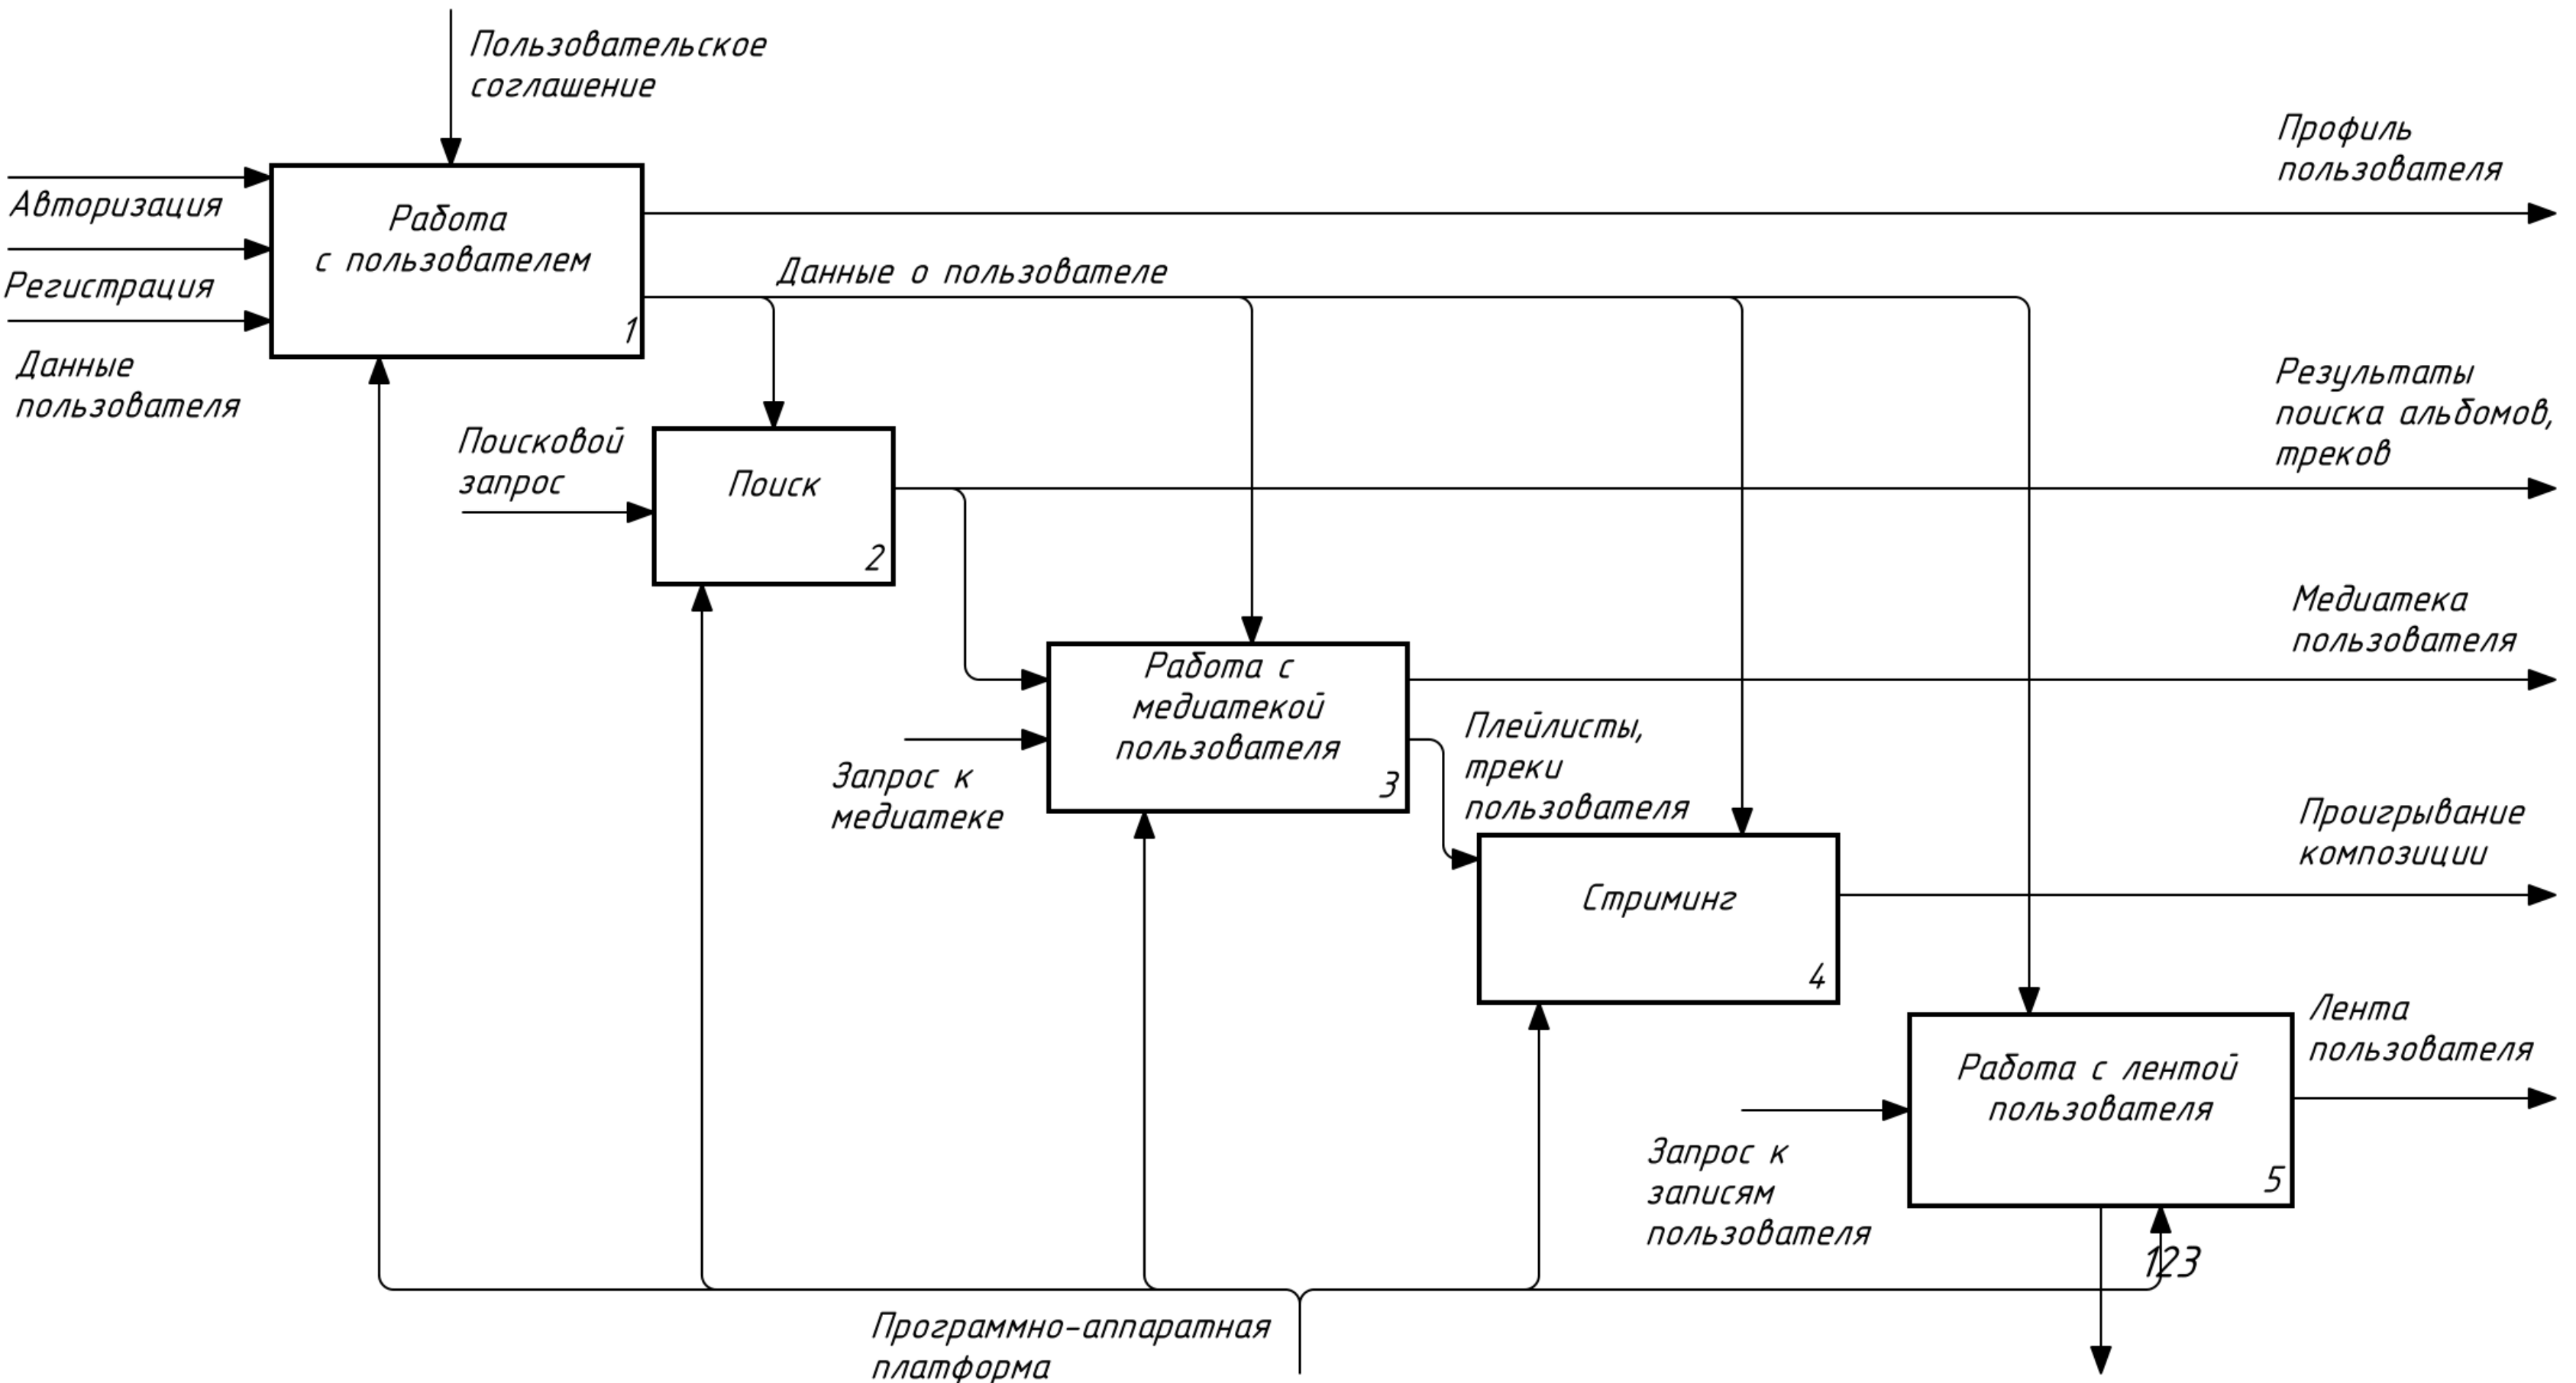 Пользовательское
соглашение
Профиль
пользователя
Авторизация
Работа
с пользователем
Регистрация
1
Данные о пользователе
Данные
пользователя
Результаты
поиска альбомов,
треков
Поисковой
запрос
Поиск
2
Медиатека
пользователя
Работа с
медиатекой
пользователя
3
Плейлисты,
треки
пользователя
Запрос к
медиатеке
Проигрывание
композиции
Стриминг
4
Лента
пользователя
Работа с лентой
пользователя
5
Запрос к
записям
пользователя
123
Программно-аппаратная
платформа